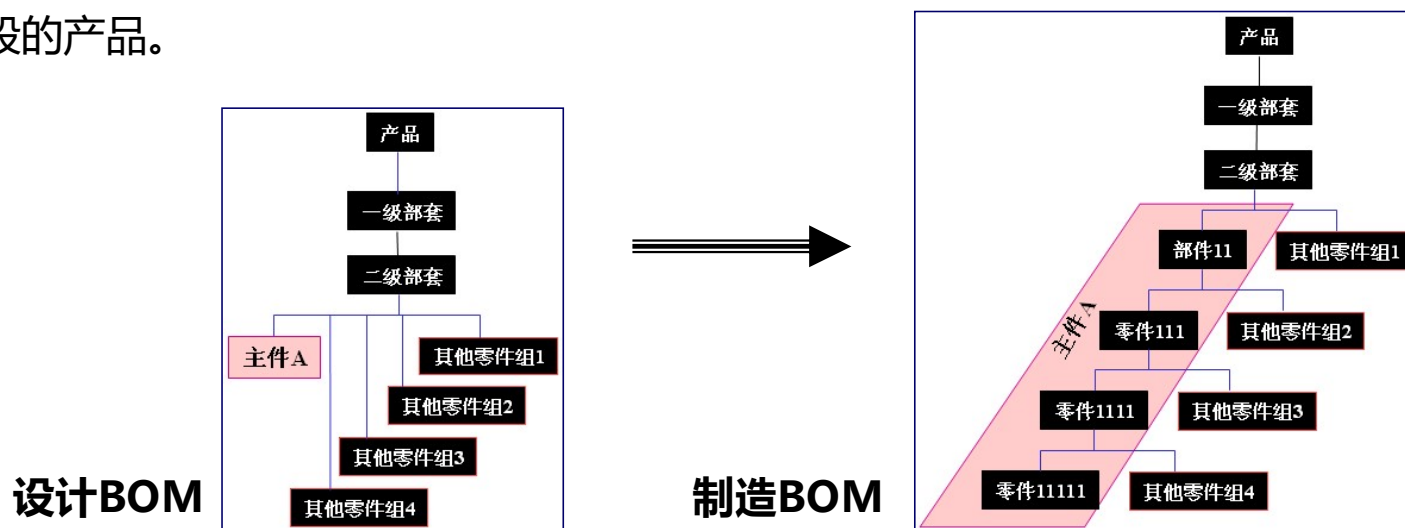 段的产品。
产品
一级部套
二级部套
主件A
其他零件组1
其他零件组2
其他零件组3
其他零件组4
设计BOM
产品
一级部套
二级部套
部件11
其他零件组1
主件A
零件111
其他零件组2
零件1111
其他零件组3
零件11111
其他零件组4
制造BOM